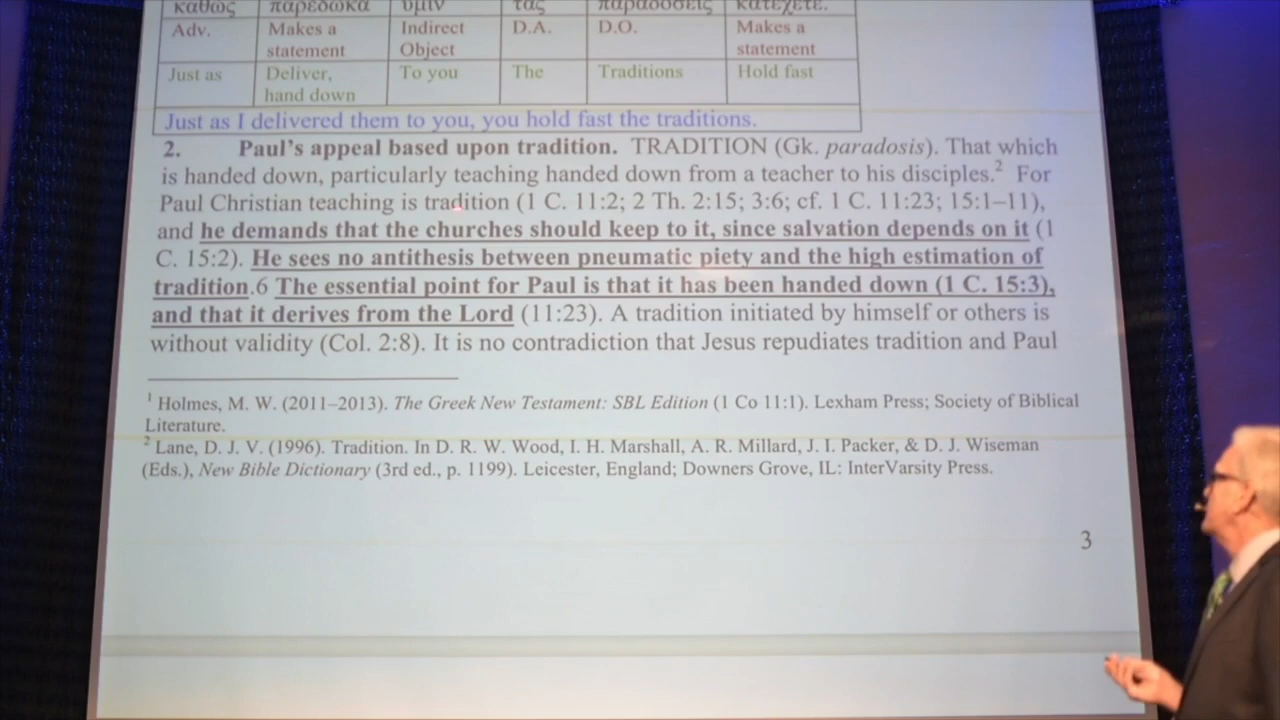 καθὼς παρέδωκα ὑμῖν τὰς παραδόσεις κατέχετε.
Adv. Makes a statement Indirect Object D.A. D.O. Makes a statement
Just as Deliver, hand down To you The Traditions Hold fast
Just as I delivered them to you, you hold fast the traditions.
2. Paul's appeal based upon tradition. TRADITION (Gk. paradosis). That which
is handed down, particularly teaching handed down from a teacher to his disciples.2 For
Paul Christian teaching is tradition (1 C. 11:2; 2 Th. 2:15; 3:6; cf. 1 C. 11:23; 15:1–11),
and he demands that the churches should keep to it, since salvation depends on it (1
C. 15:2). He sees no antithesis between pneumatic piety and the high estimation of
tradition.6 The essential point for Paul is that it has been handed down (1 C. 15:3),
and that it derives from the Lord (11:23). A tradition initiated by himself or others is
without validity (Col. 2:8). It is no contradiction that Jesus repudiates tradition and Paul
1 Holmes, M. W. (2011–2013). The Greek New Testament: SBL Edition (1 Co 11:1). Lexham Press; Society of Biblical
Literature.
2 Lane, D. J. V. (1996). Tradition. In D. R. W. Wood, I. H. Marshall, A. R. Millard, J. I. Packer, & D. J. Wiseman
(Eds.), New Bible Dictionary (3rd ed., p. 1199). Leicester, England; Downers Grove, IL: InterVarsity Press.
3